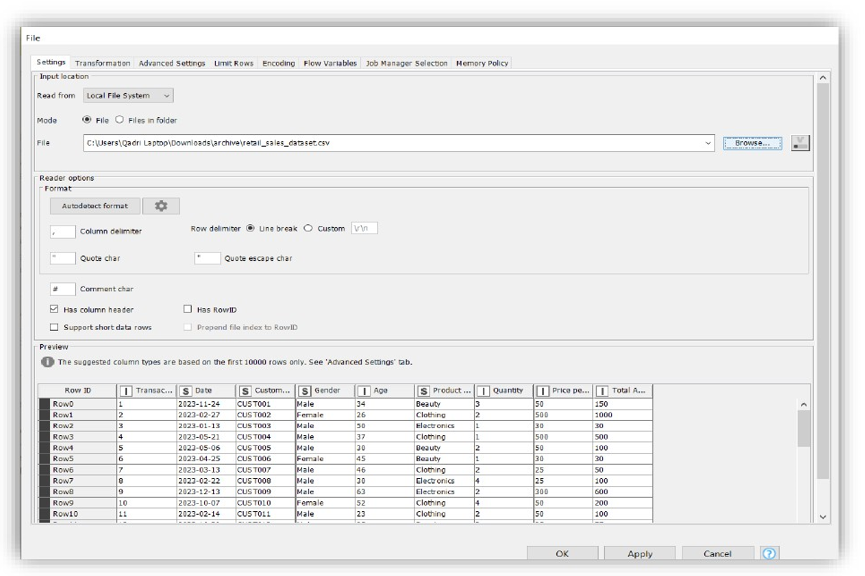 File
Settings Transformation Advanced Settings Limit Rows Encoding Flow Variables Job Manager Selection Memory Policy
Input location
Read from Local File System
Mode File Files in folder
File C:\Users\Qadri Laptop\Downloads\archive\retail_sales_dataset.csv Browse...
Reader options
Format
Autodetect format
, Column delimiter Row delimiter Line break Custom \r\n
" Quote char " Quote escape char
# Comment char
Has column header Has RowID
Support short data rows Prepend file index to RowID
Preview
The suggested column types are based on the first 10000 rows only. See 'Advanced Settings' tab.
Row ID I Transac... S Date S Custom... S Gender I Age S Product ... I Quantity I Price pe... I Total A...
Row0 1 2023-11-24 CUST001 Male 34 Beauty 3 50 150
Row1 2 2023-02-27 CUST002 Female 26 Clothing 2 500 1000
Row2 3 2023-01-13 CUST003 Male 50 Electronics 1 30 30
Row3 4 2023-05-21 CUST004 Male 37 Clothing 1 500 500
Row4 5 2023-05-06 CUST005 Male 30 Beauty 2 50 100
Row5 6 2023-04-25 CUST006 Female 45 Beauty 1 30 30
Row6 7 2023-03-13 CUST007 Male 46 Clothing 2 25 50
Row7 8 2023-02-22 CUST008 Male 30 Electronics 4 25 100
Row8 9 2023-12-13 CUST009 Male 63 Electronics 2 300 600
Row9 10 2023-10-07 CUST010 Female 52 Clothing 4 50 200
Row10 11 2023-02-14 CUST011 Male 23 Clothing 2 50 100
OK Apply Cancel ?